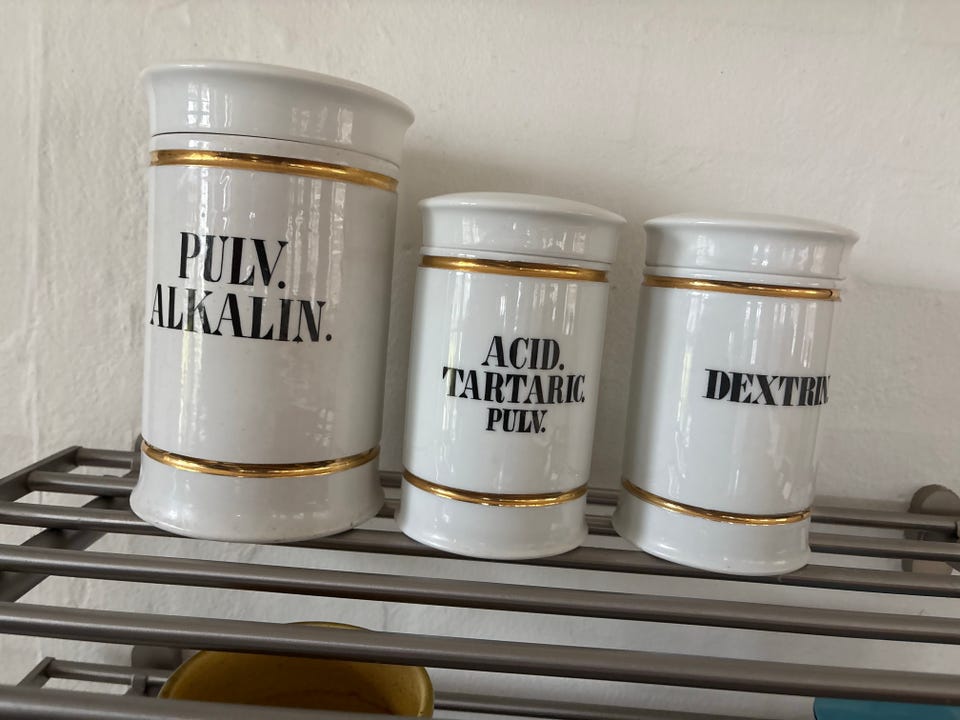 PULV.
ALKALIN.
ACID.
TARTARIC.
PULV.
DEXTRIN